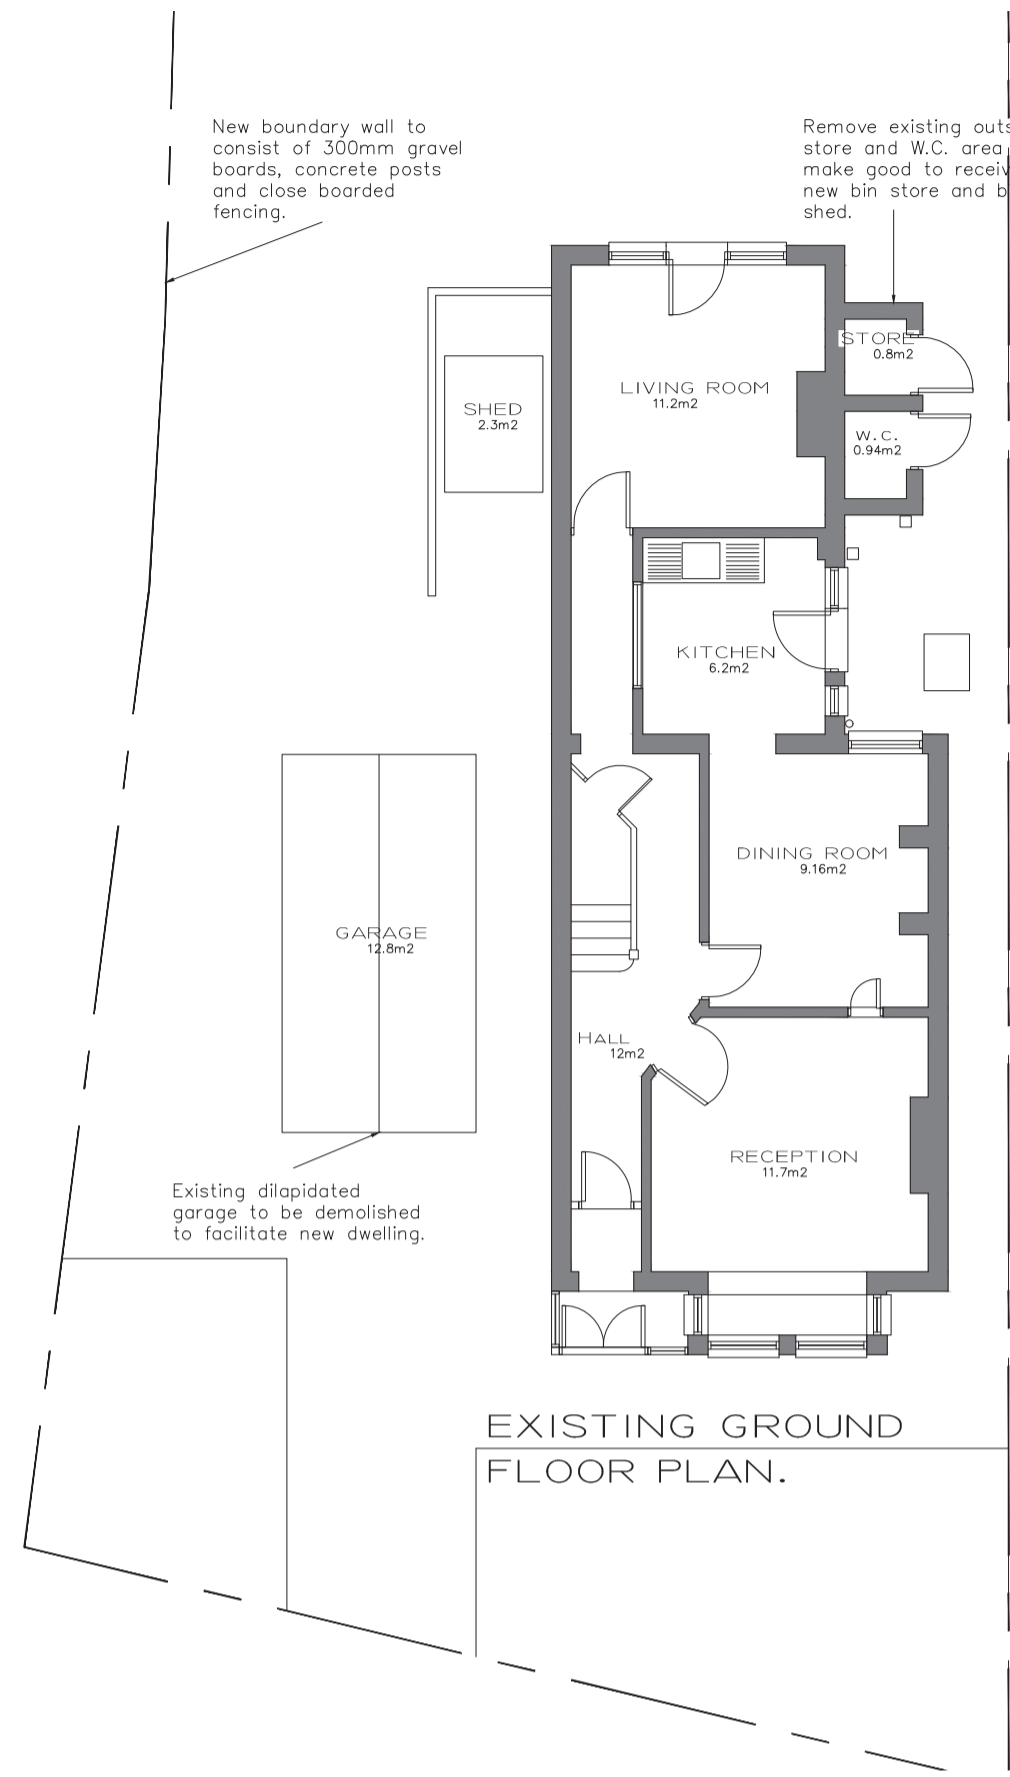 New boundary wall to
consist of 300mm gravel
boards, concrete posts
and close boarded
fencing.
Remove existing
store and W.C. area
make good to
new bin store and
shed.
STORE
0.8m2
LIVING ROOM
11.2m2
SHED
2.3m2
W.C.
0.94m2
KITCHEN
6.2m2
DINING ROOM
9.16m2
GARAGE
12.8m2
HALL
12m2
RECEPTION
11.7m2
Existing dilapidated
garage to be demolished
to facilitate new dwelling.
EXISTING GROUND
FLOOR PLAN.